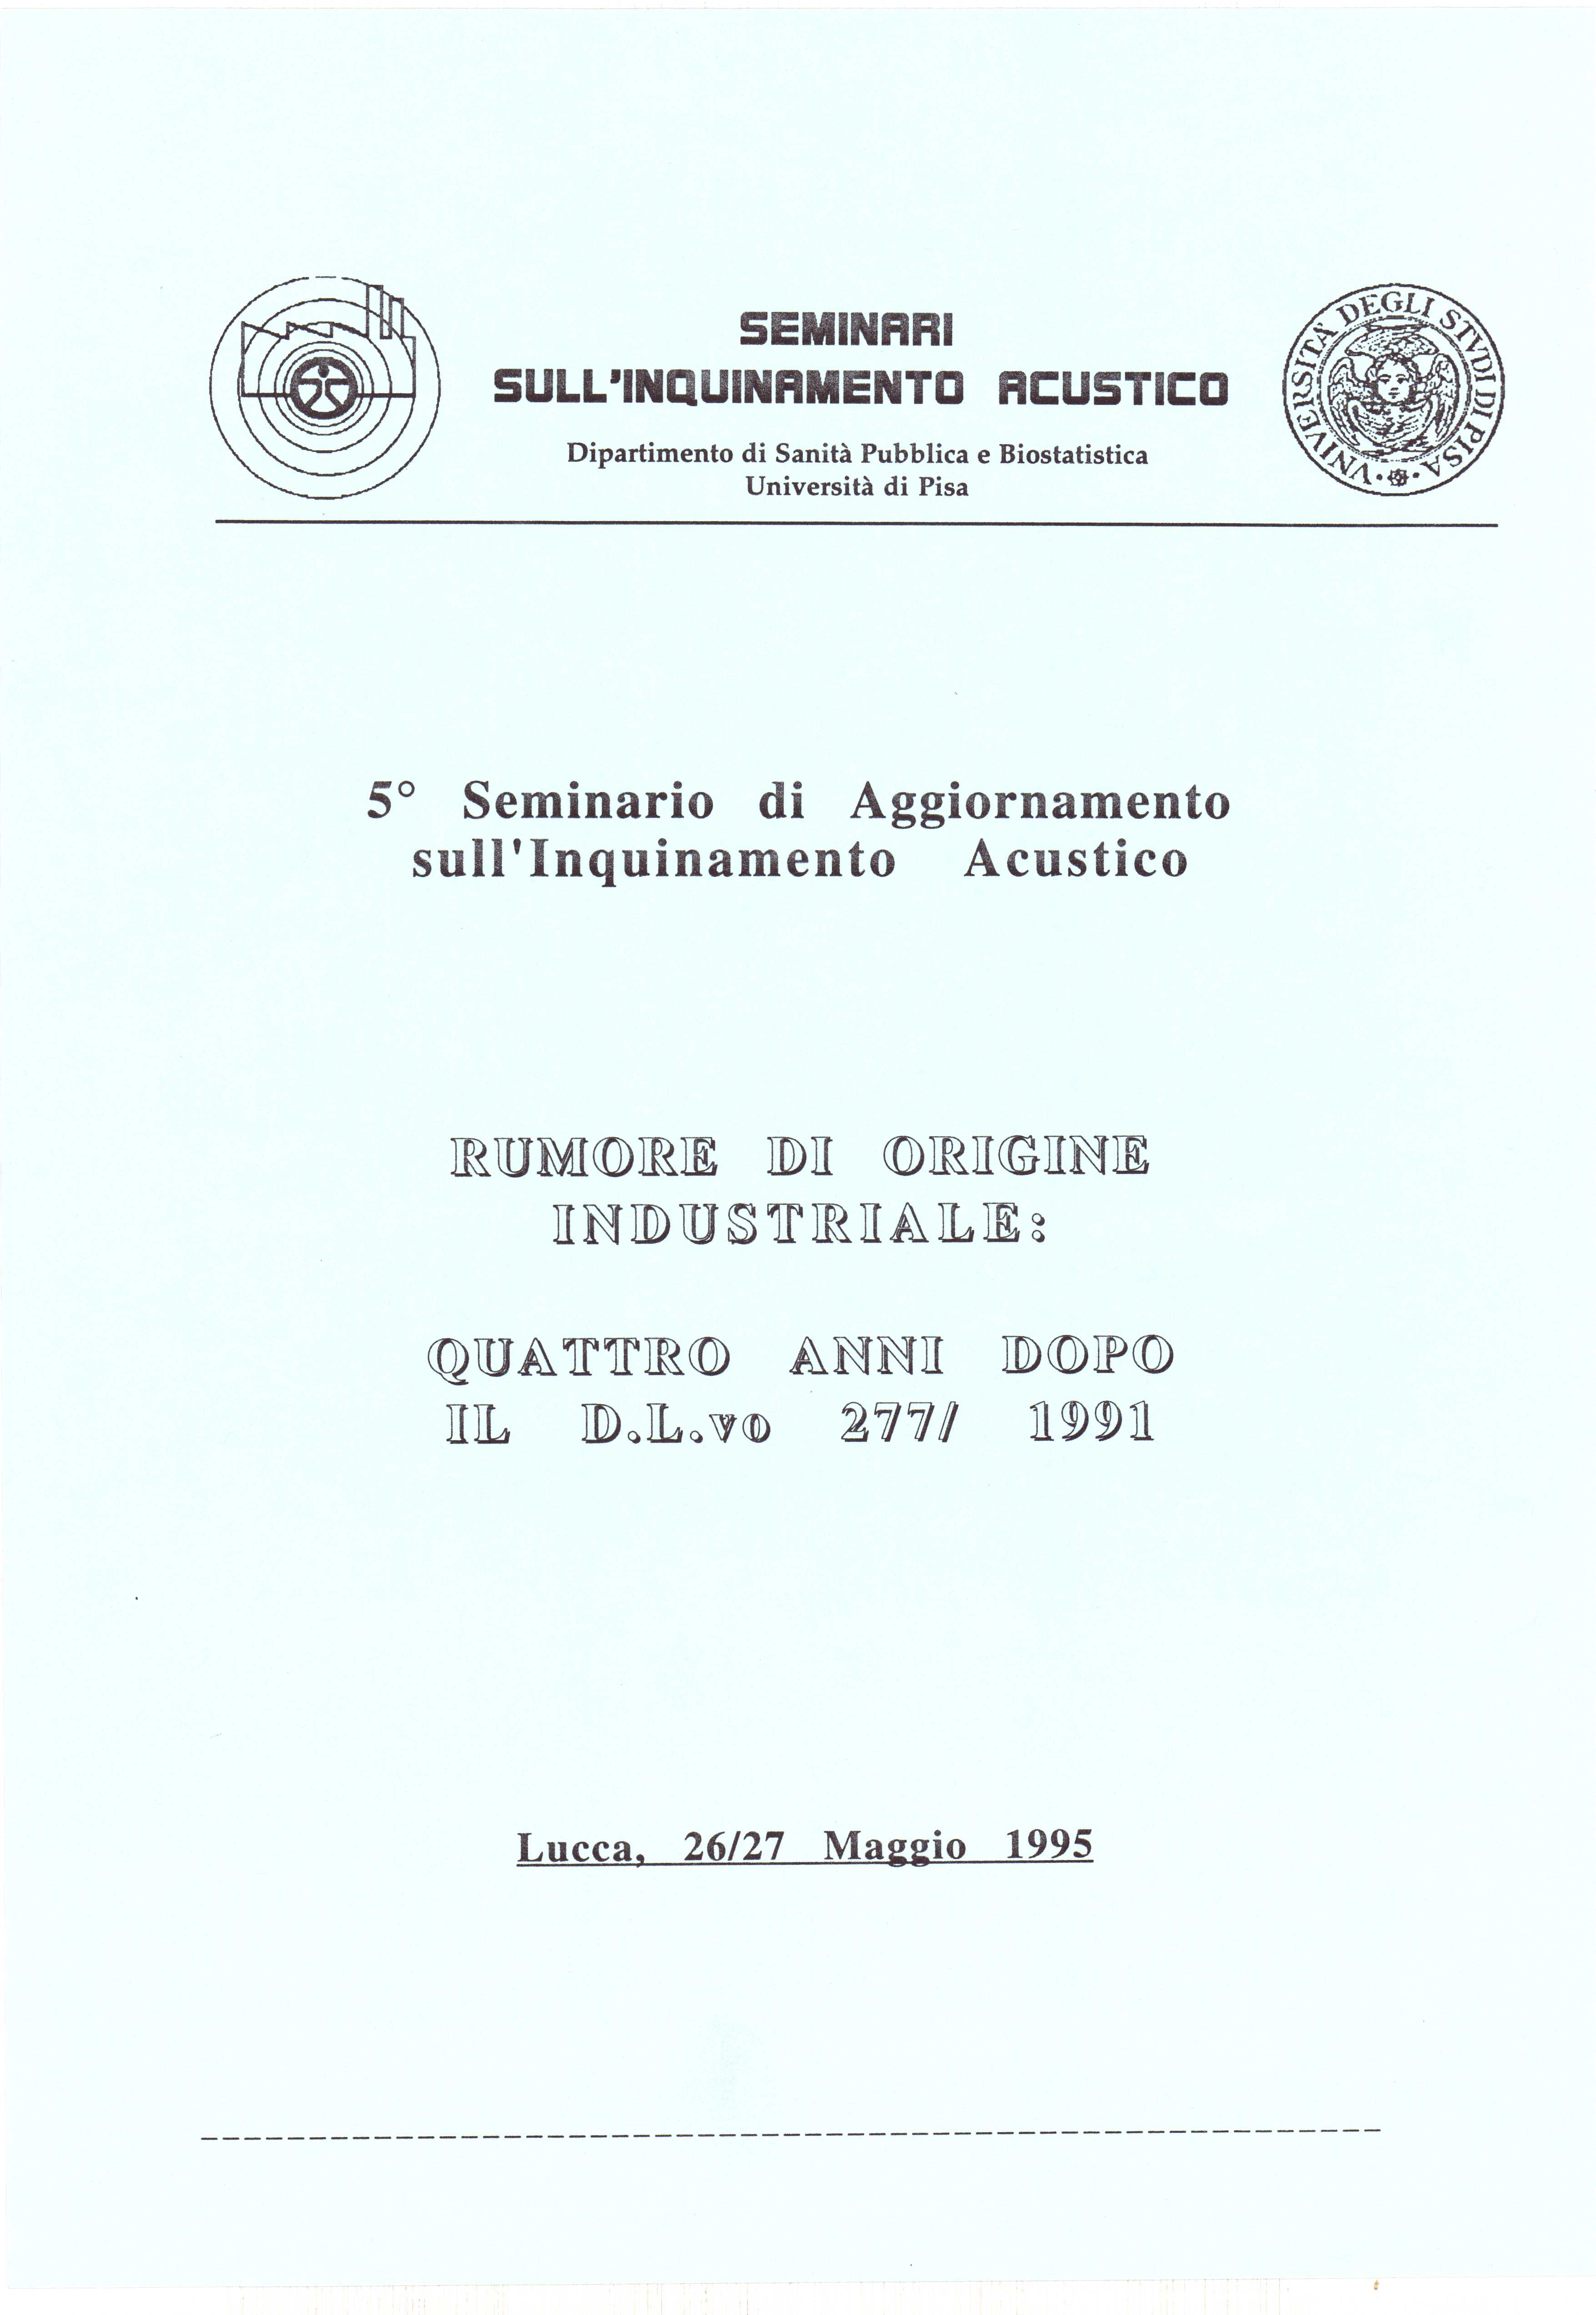 SEMINARI
SULL'INQUINAMENTO ACUSTICO
Dipartimento di Sanità Pubblica e Biostatistica
Università di Pisa
VNIVERSITA' DEGLI STVDI DI PISA
5° Seminario di Aggiornamento
sull'Inquinamento Acustico
RUMORE DI ORIGINE
INDUSTRIALE:
QUATTRO ANNI DOPO
IL D.L.vo 277/ 1991
Lucca, 26/27 Maggio 1995